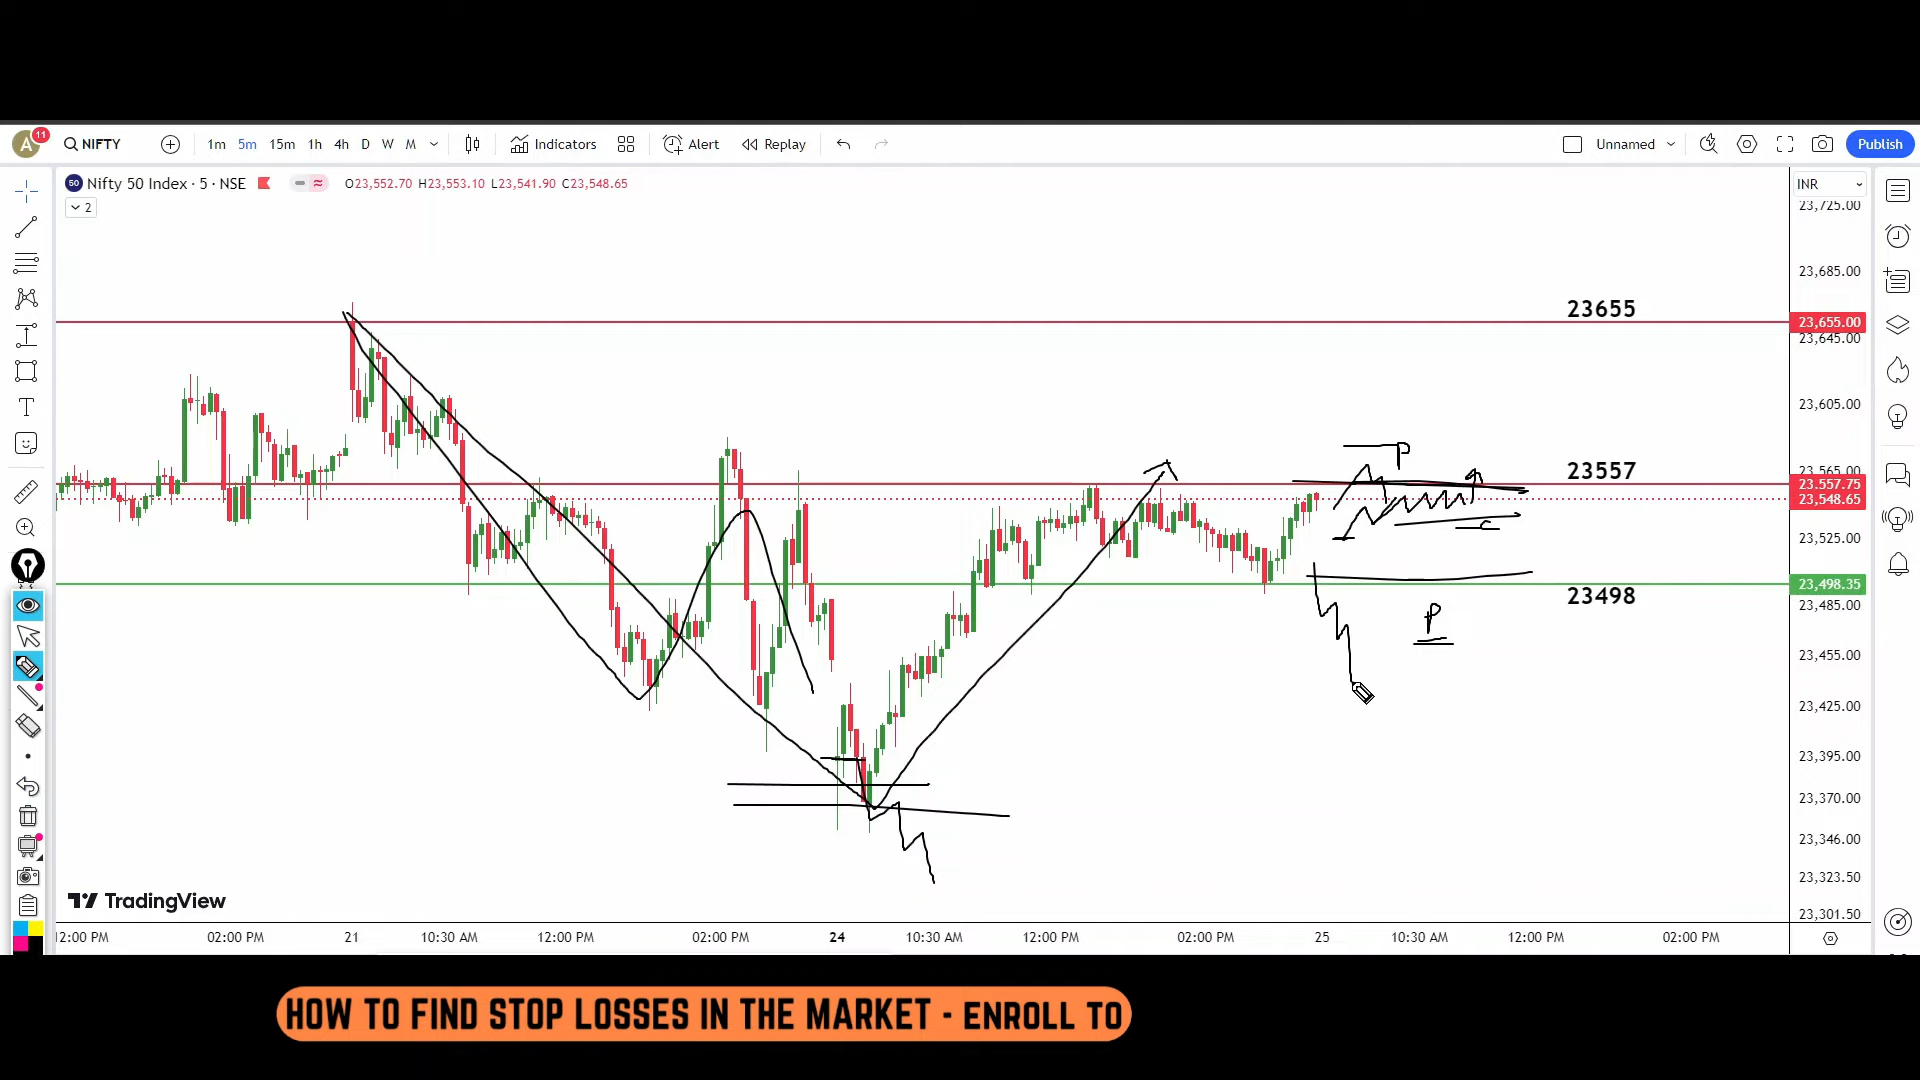 A 11 NIFTY 1m 5m 15m 1h 4h D W M Indicators Alert Replay Unnamed Publish
50 Nifty 50 Index · 5 · NSE O23,552.70 H23,553.10 L23,541.90 C23,548.65 INR
2
23,725.00
23,685.00
23655 23,655.00
23,645.00
23,605.00
P
23557 23,565.00
23,557.75
23,548.65
C
23,525.00
23,498.35
23498
P
23,485.00
23,455.00
23,425.00
23,395.00
23,370.00
23,346.00
23,323.50
TradingView
23,301.50
12:00 PM 02:00 PM 21 10:30 AM 12:00 PM 02:00 PM 24 10:30 AM 12:00 PM 02:00 PM 25 10:30 AM 12:00 PM 02:00 PM
HOW TO FIND STOP LOSSES IN THE MARKET - ENROLL TO